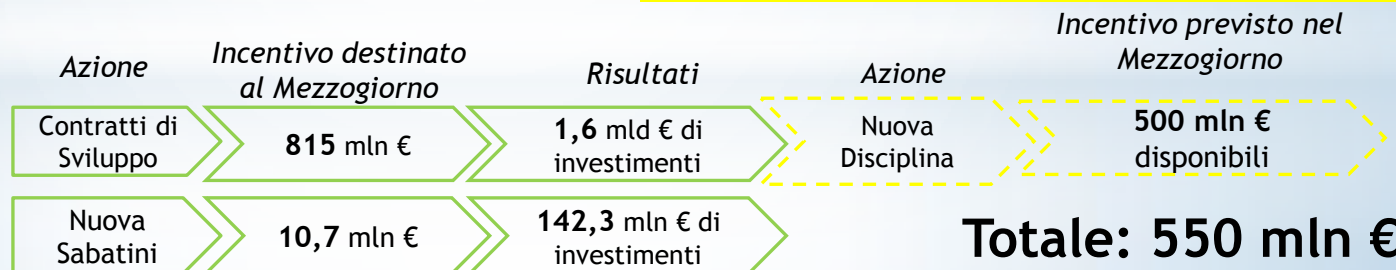 Azione
Incentivo destinato
al Mezzogiorno
Risultati
Azione
Incentivo previsto nel
Mezzogiorno
Contratti di
Sviluppo
815 mln €
1,6 mld € di
investimenti
Nuova
Disciplina
500 mln €
disponibili
Nuova
Sabatini
10,7 mln €
142,3 mln € di
investimenti
Totale: 550 mln €